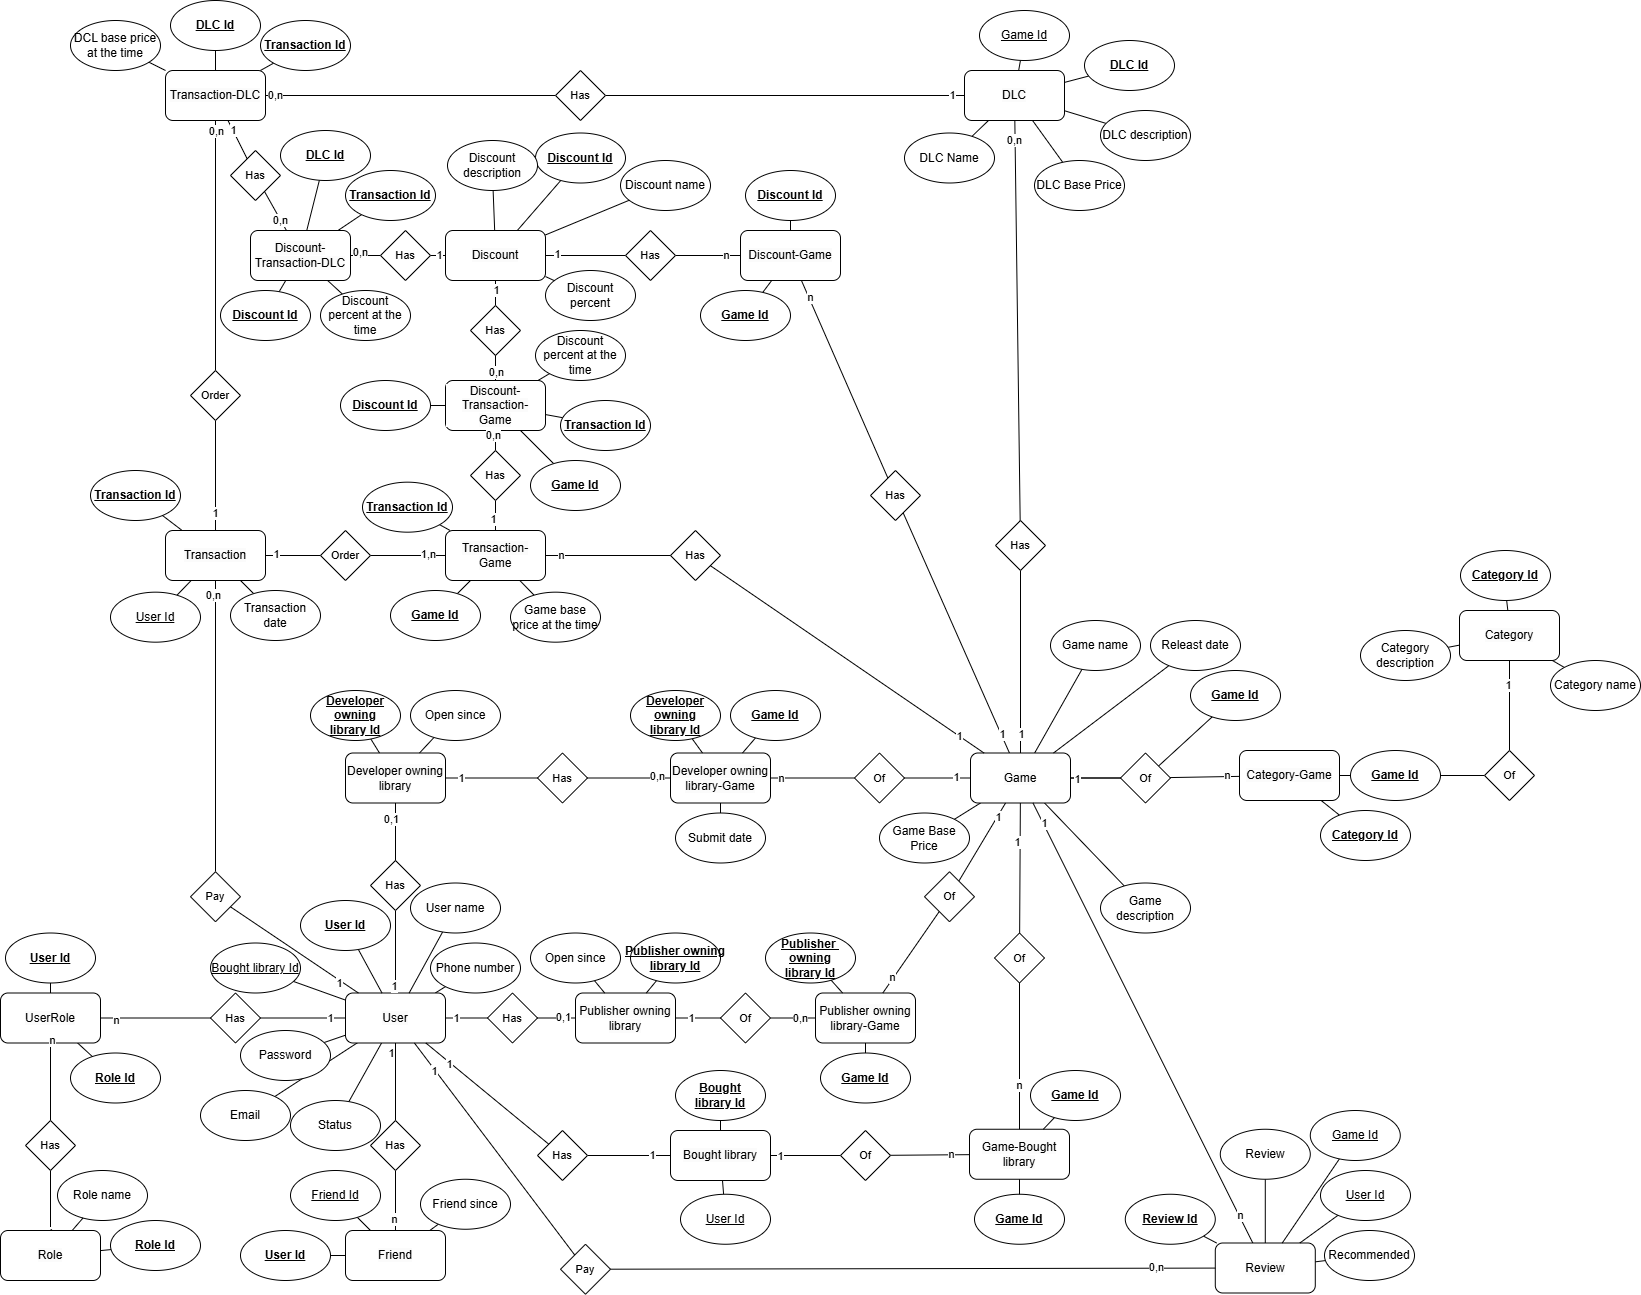 DLC Id
DCL base price
at the time
Transaction Id
Game Id
DLC Id
Transaction-DLC
0,n
Has
1
DLC
DLC description
0,n
1
0,n
DLC Name
DLC Base Price
DLC Id
Has
Discount
description
Discount Id
Discount name
Transaction Id
Discount Id
0,n
Discount-
Transaction-DLC
0,n
Has
1
Discount
1
Has
n
Discount-Game
Discount Id
Discount
percent at the
time
1
Discount
percent
Game Id
n
Has
Discount
percent at the
time
0,n
Order
Discount Id
Discount-
Transaction-
Game
Transaction Id
0,n
Has
Game Id
Has
Transaction Id
Transaction Id
1
1
Has
Transaction
1
Order
1,n
Transaction-
Game
n
Has
User Id
0,n
Transaction
date
Game Id
Game base
price at the time
Category Id
Category
Category
description
Category name
1
Game name
Releast date
Game Id
Developer
owning
library Id
Open since
Developer
owning
library Id
Game Id
1
1
1
Developer owning
library
1
Has
0,n
Developer owning
library-Game
n
Of
1
Game
1
Of
n
Category-Game
Game Id
Of
0,1
Submit date
Game Base
Price
1
1
1
Category Id
Has
Pay
Of
Game
description
User Id
User name
User Id
Bought library Id
Phone number
Open since
Publisher owning
library Id
Publisher
owning
library Id
Of
1
1
n
UserRole
n
Has
1
User
1
Has
0,1
Publisher owning
library
1
Of
0,n
Publisher owning
library-Game
n
Password
1
1
1
Role Id
Game Id
Email
Status
Bought
library Id
n
Game Id
Has
Has
Has
1
Bought library
1
Of
n
Game-Bought
library
Review
Game Id
Role name
Friend Id
Friend since
User Id
User Id
n
Game Id
Review Id
n
Role
Role Id
User Id
Friend
Pay
0,n
Review
Recommended